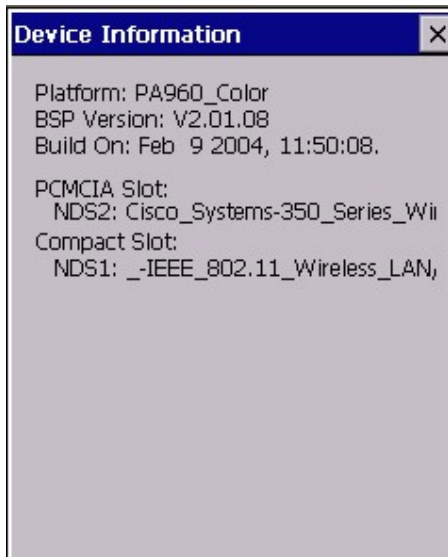 Device Information
Platform: PA960_Color
BSP Version: V2.01.08
Build On: Feb 9 2004, 11:50:08.
PCMCIA Slot:
NDS2: Cisco_Systems-350_Series_Wi
Compact Slot:
NDS1: _-IEEE_802.11_Wireless_LAN,